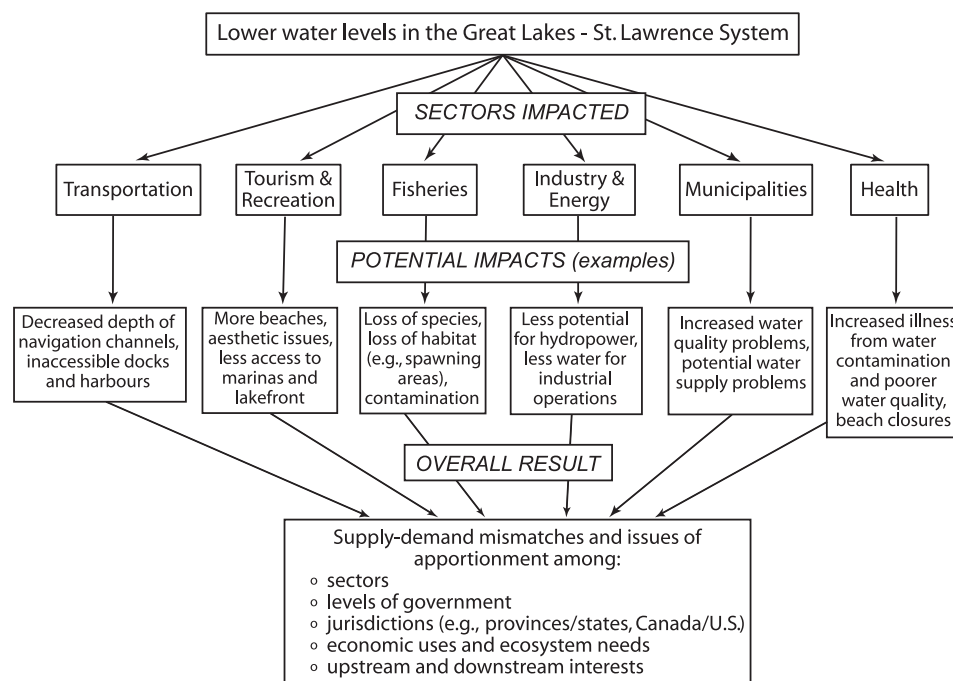 Lower water levels in the Great Lakes - St. Lawrence System
SECTORS IMPACTED
Transportation
Tourism &
Recreation
Fisheries
Industry &
Energy
Municipalities
Health
POTENTIAL IMPACTS (examples)
Decreased depth of
navigation channels,
inaccessible docks
and harbours
More beaches,
aesthetic issues,
less access to
marinas and
lakefront
Loss of species,
loss of habitat
(e.g., spawning
areas),
contamination
Less potential
for hydropower,
less water for
industrial
operations
Increased water
quality problems,
potential water
supply problems
Increased illness
from water
contamination
and poorer
water quality,
beach closures
OVERALL RESULT
Supply-demand mismatches and issues of
apportionment among:
o sectors
o levels of government
o jurisdictions (e.g., provinces/states, Canada/U.S.)
o economic uses and ecosystem needs
o upstream and downstream interests